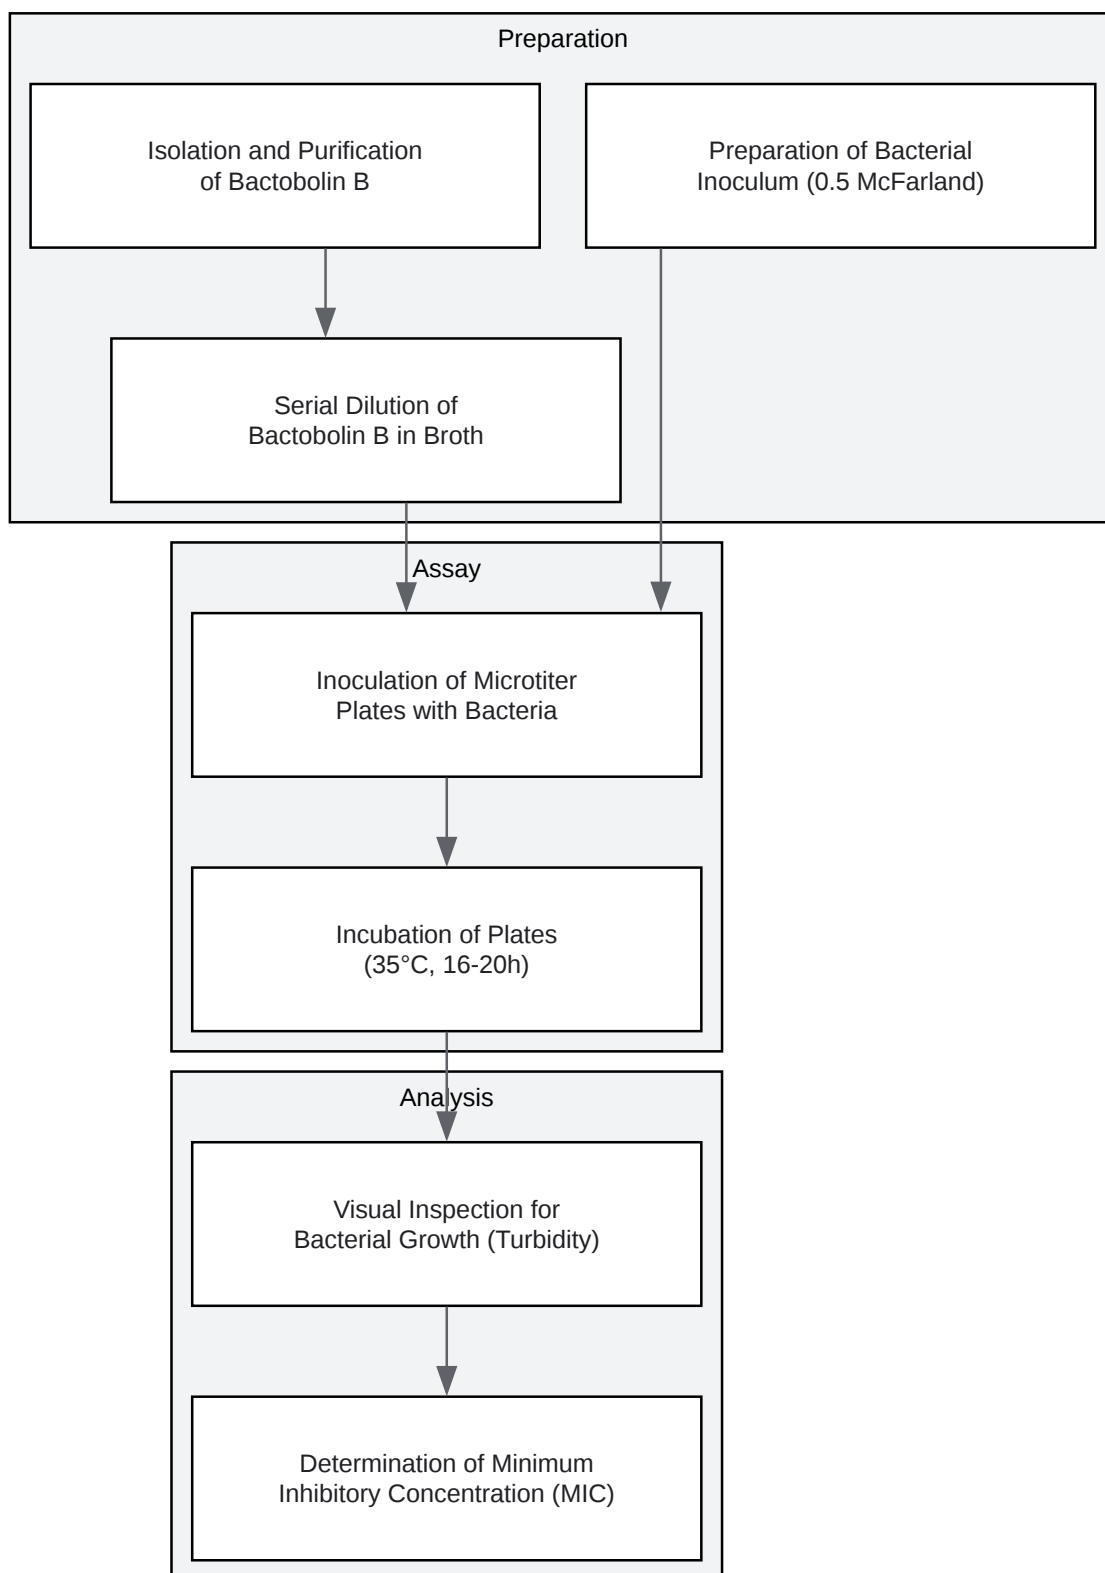 Preparation
Isolation and Purification
of Bactobolin B
Preparation of Bacterial
Inoculum (0.5 McFarland)
Serial Dilution of
Bactobolin B in Broth
Assay
Inoculation of Microtiter
Plates with Bacteria
Incubation of Plates
(35°C, 16-20h)
Analysis
Visual Inspection for
Bacterial Growth (Turbidity)
Determination of Minimum
Inhibitory Concentration (MIC)